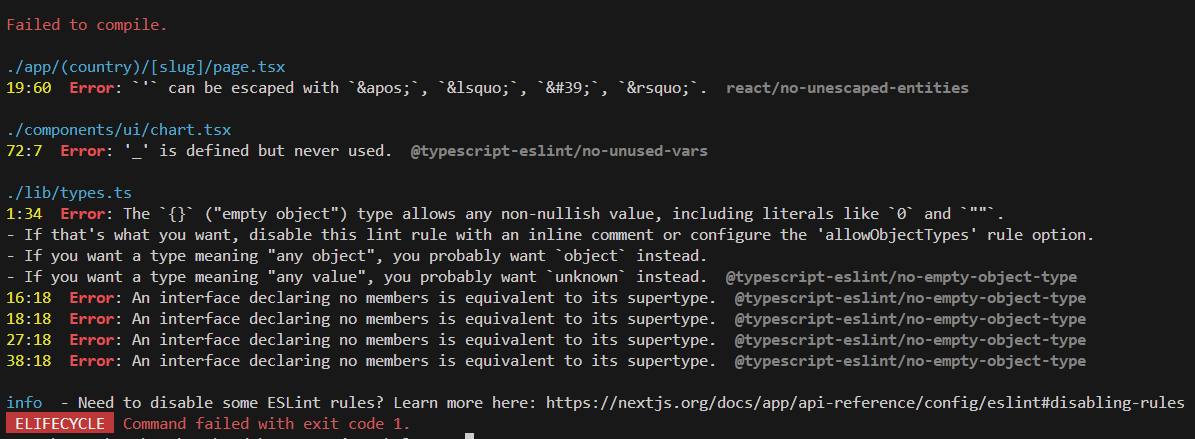 Failed to compile.
./app/(country)/[slug]/page.tsx
19:60  Error: `'` can be escaped with `&apos;`, `&lsquo;`, `&#39;`, `&rsquo;`.  react/no-unescaped-entities
./components/ui/chart.tsx
72:7  Error: '_' is defined but never used.  @typescript-eslint/no-unused-vars
./lib/types.ts
1:34  Error: The `{}` ("empty object") type allows any non-nullish value, including literals like `0` and `""`.
- If that's what you want, disable this lint rule with an inline comment or configure the 'allowObjectTypes' rule option.
- If you want a type meaning "any object", you probably want `object` instead.
- If you want a type meaning "any value", you probably want `unknown` instead.  @typescript-eslint/no-empty-object-type
16:18  Error: An interface declaring no members is equivalent to its supertype.  @typescript-eslint/no-empty-object-type
18:18  Error: An interface declaring no members is equivalent to its supertype.  @typescript-eslint/no-empty-object-type
27:18  Error: An interface declaring no members is equivalent to its supertype.  @typescript-eslint/no-empty-object-type
38:18  Error: An interface declaring no members is equivalent to its supertype.  @typescript-eslint/no-empty-object-type
info  - Need to disable some ESLint rules? Learn more here: https://nextjs.org/docs/app/api-reference/config/eslint#disabling-rules
ELIFECYCLE  Command failed with exit code 1.